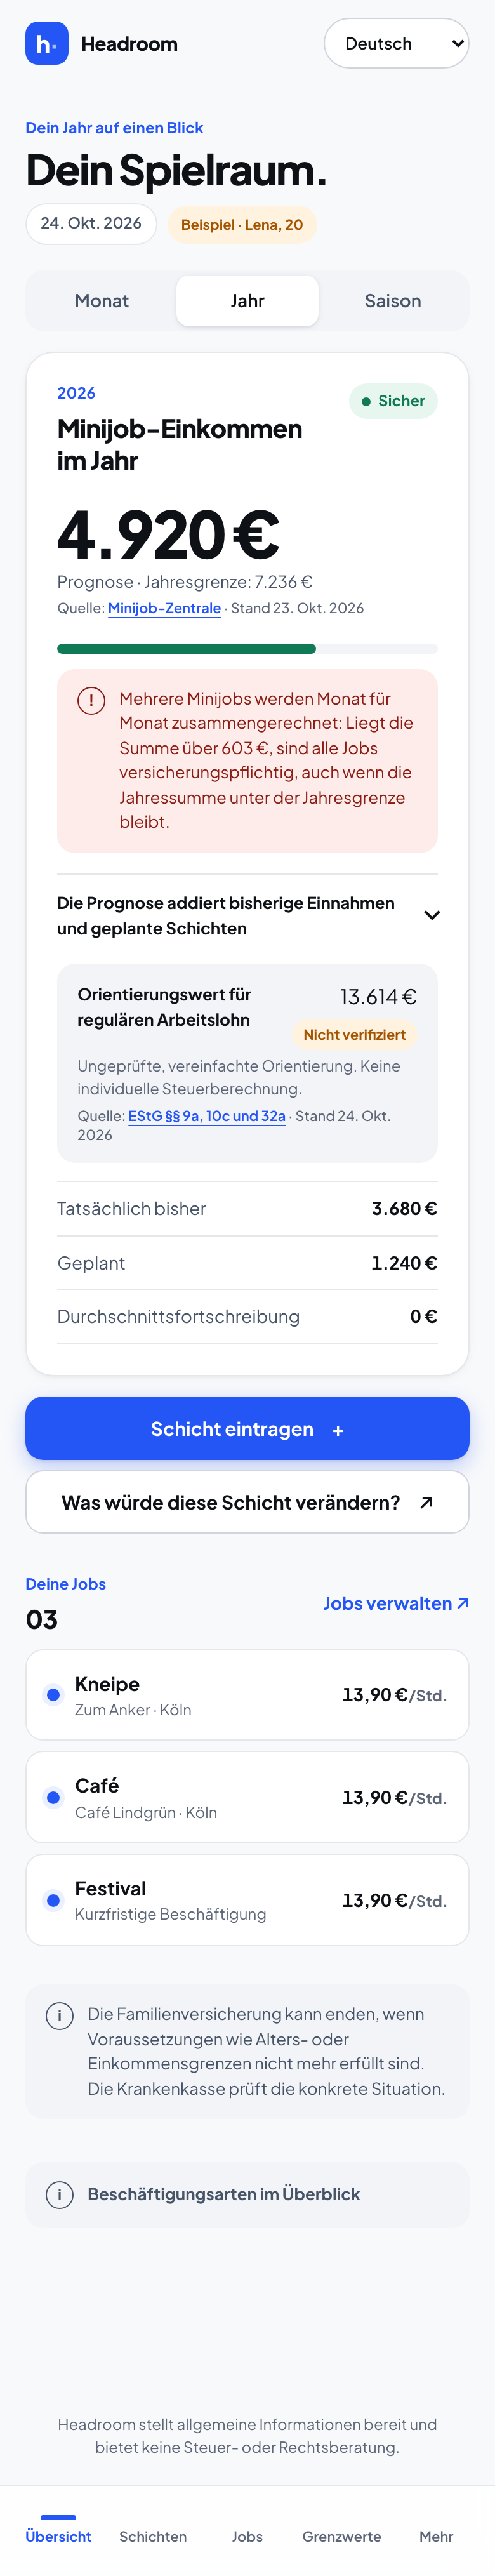 h.
Headroom
Deutsch
Dein Jahr auf einen Blick
Dein Spielraum.
24. Okt. 2026
Beispiel · Lena, 20
Monat
Jahr
Saison
2026
Sicher
Minijob-Einkommen
im Jahr
4.920 €
Prognose · Jahresgrenze: 7.236 €
Quelle: Minijob-Zentrale · Stand 23. Okt. 2026
!
Mehrere Minijobs werden Monat für
Monat zusammengerechnet: Liegt die
Summe über 603 €, sind alle Jobs
versicherungspflichtig, auch wenn die
Jahressumme unter der Jahresgrenze
bleibt.
Die Prognose addiert bisherige Einnahmen
und geplante Schichten
Orientierungswert für
regulären Arbeitslohn
13.614 €
Nicht verifiziert
Ungeprüfte, vereinfachte Orientierung. Keine
individuelle Steuerberechnung.
Quelle: EStG §§ 9a, 10c und 32a · Stand 24. Okt.
2026
Tatsächlich bisher 3.680 €
Geplant 1.240 €
Durchschnittsfortschreibung 0 €
Schicht eintragen +
Was würde diese Schicht verändern? ↗
Deine Jobs
03
Jobs verwalten ↗
Kneipe
Zum Anker · Köln
13,90 €/Std.
Café
Café Lindgrün · Köln
13,90 €/Std.
Festival
Kurzfristige Beschäftigung
13,90 €/Std.
i
Die Familienversicherung kann enden, wenn
Voraussetzungen wie Alters- oder
Einkommensgrenzen nicht mehr erfüllt sind.
Die Krankenkasse prüft die konkrete Situation.
i
Beschäftigungsarten im Überblick
Headroom stellt allgemeine Informationen bereit und
bietet keine Steuer- oder Rechtsberatung.
Übersicht
Schichten
Jobs
Grenzwerte
Mehr